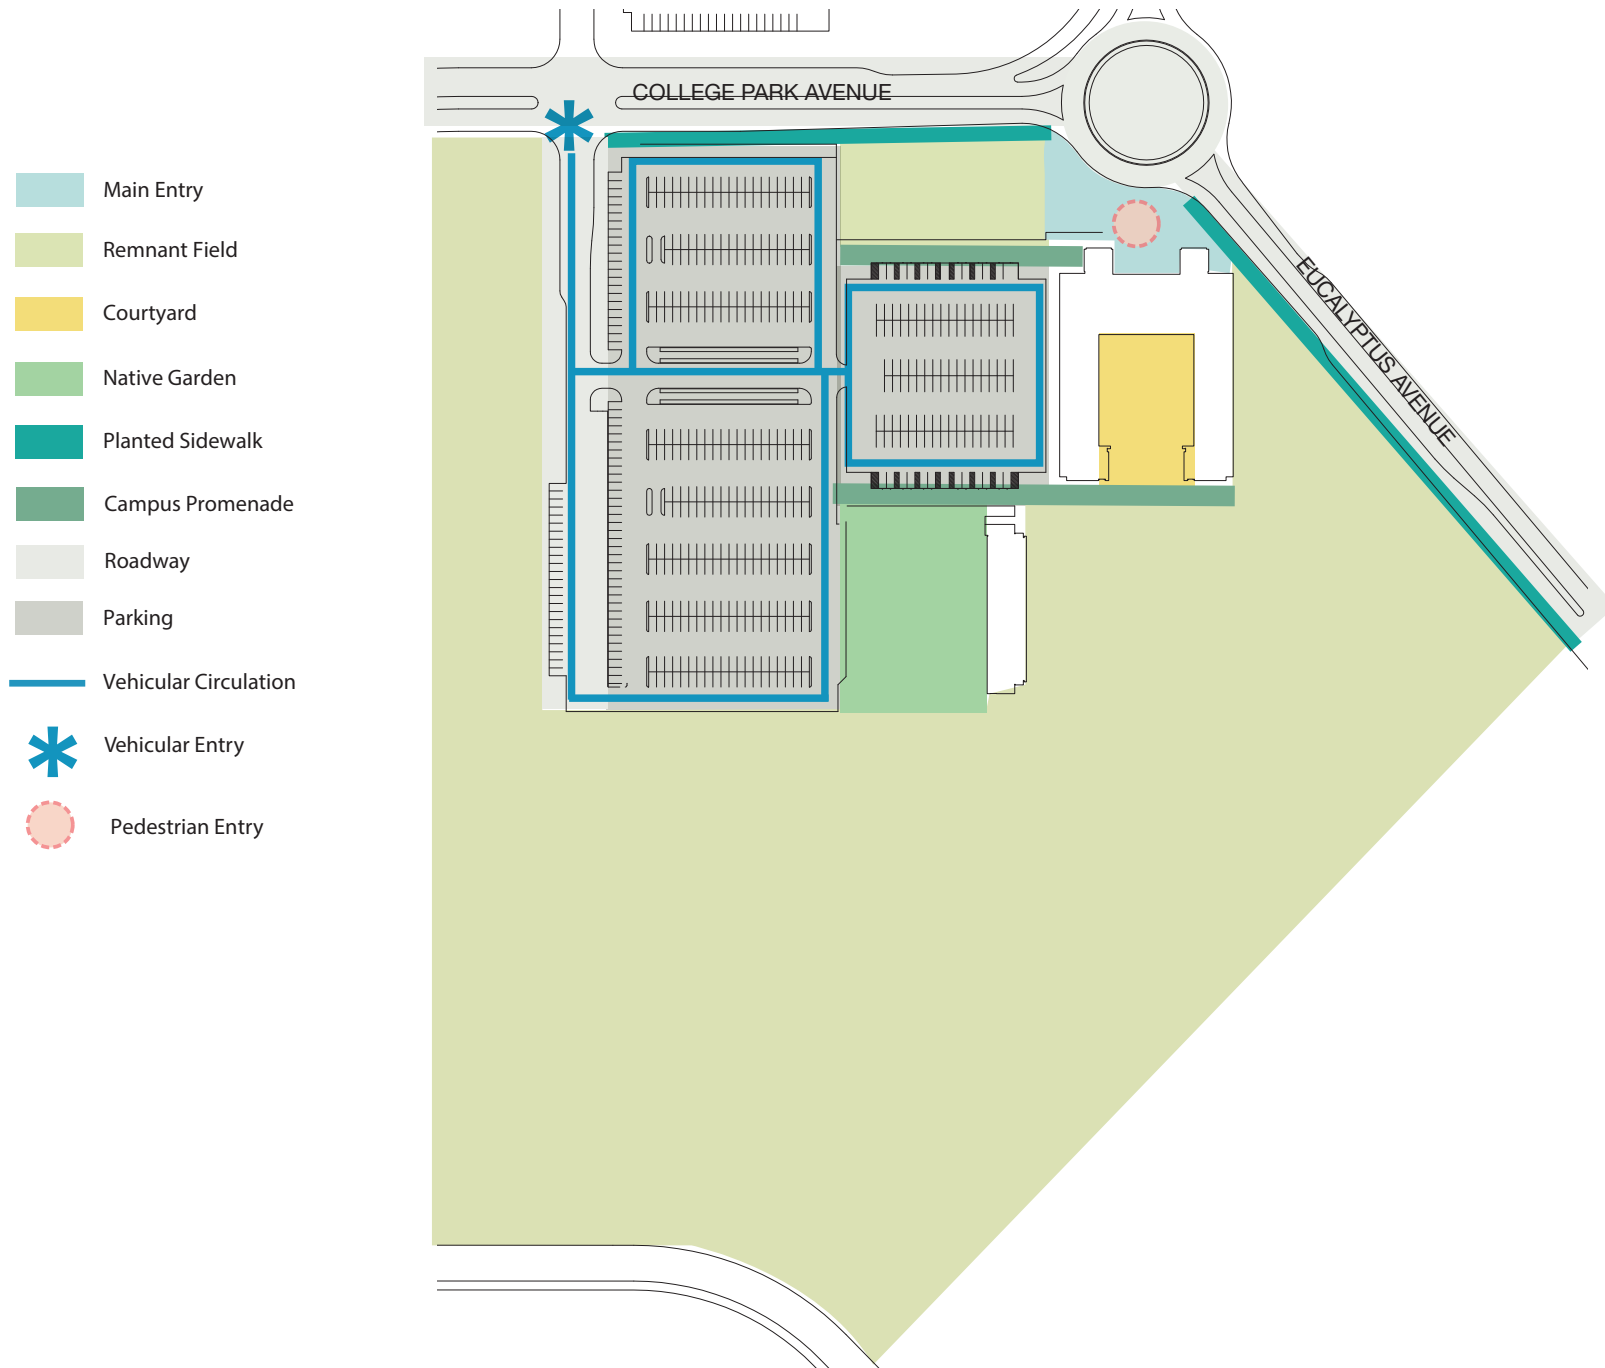 COLLEGE PARK AVENUE
EUCALYPTUS AVENUE
Main Entry
Remnant Field
Courtyard
Native Garden
Planted Sidewalk
Campus Promenade
Roadway
Parking
Vehicular Circulation
Vehicular Entry
Pedestrian Entry